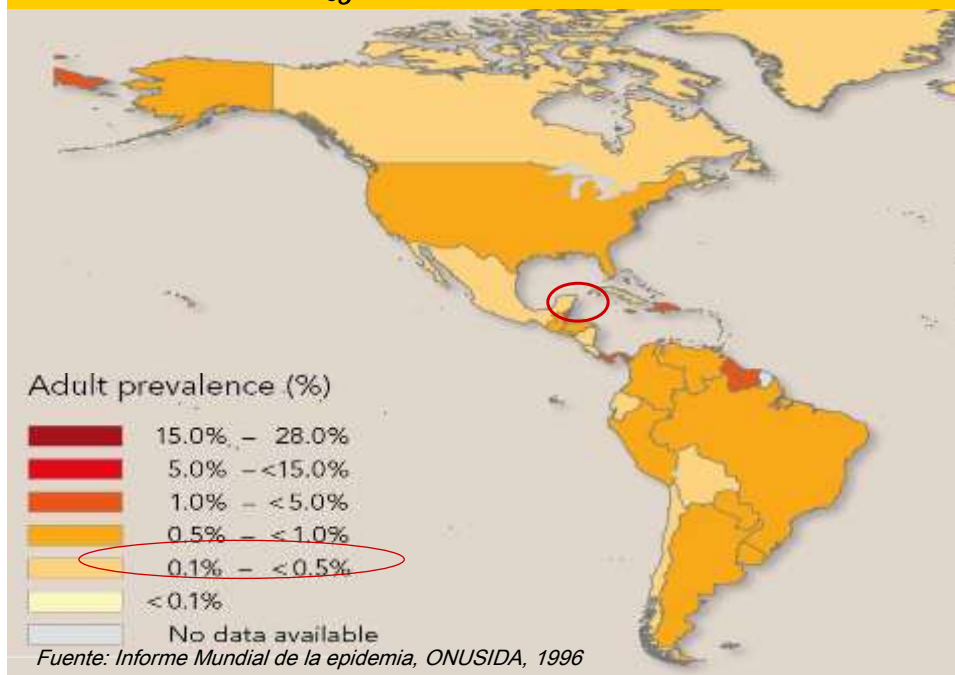 Adult prevalence (%)
15.0% – 28.0%
5.0% – <15.0%
1.0% – <5.0%
0.5% – <1.0%
0.1% – <0.5%
<0.1%
No data available
Fuente: Informe Mundial de la epidemia, ONUSIDA, 1996